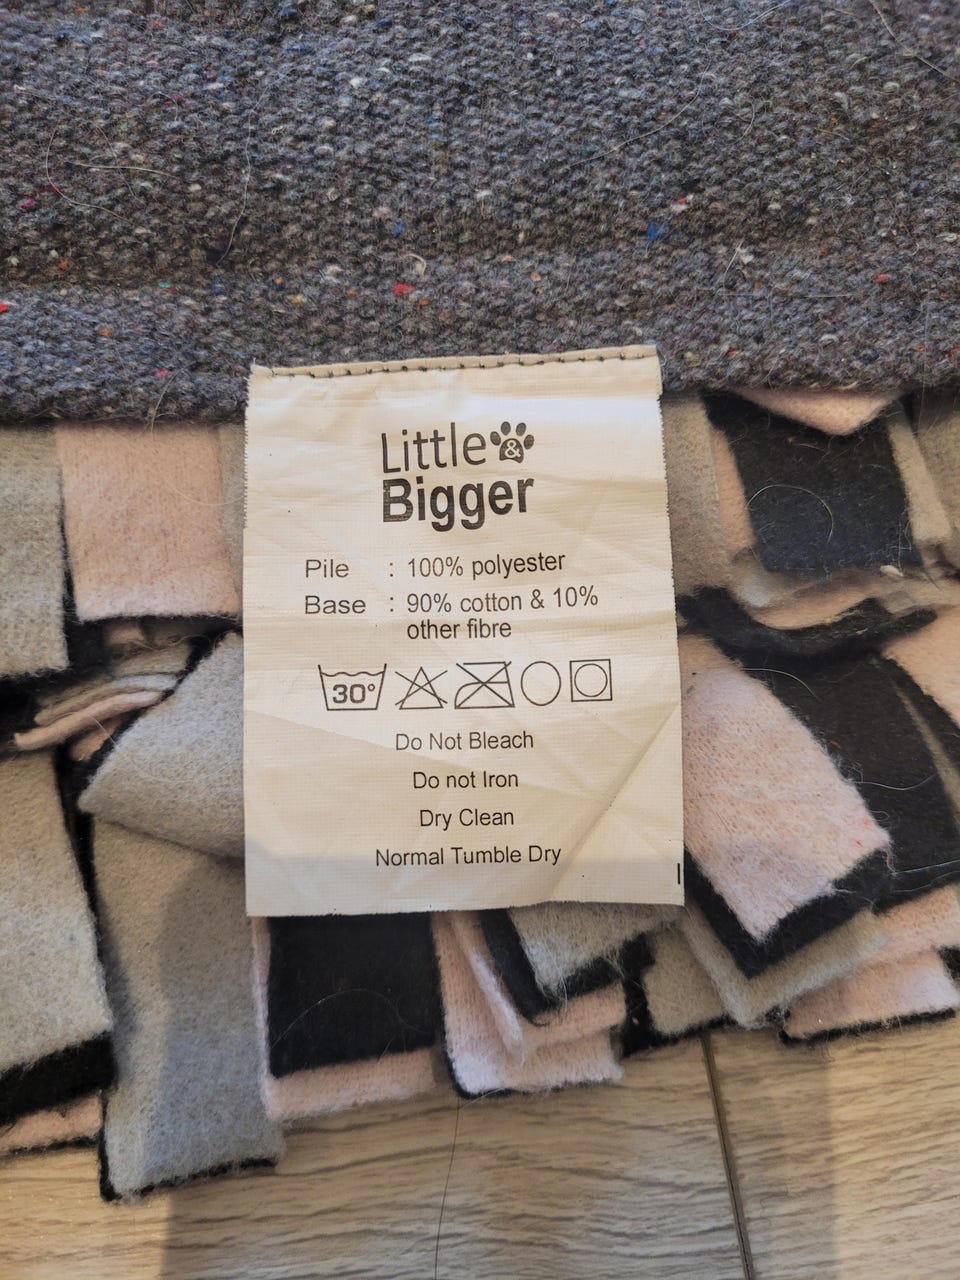 Little &
Bigger
Pile : 100% polyester
Base : 90% cotton & 10%
other fibre
30°
Do Not Bleach
Do not Iron
Dry Clean
Normal Tumble Dry